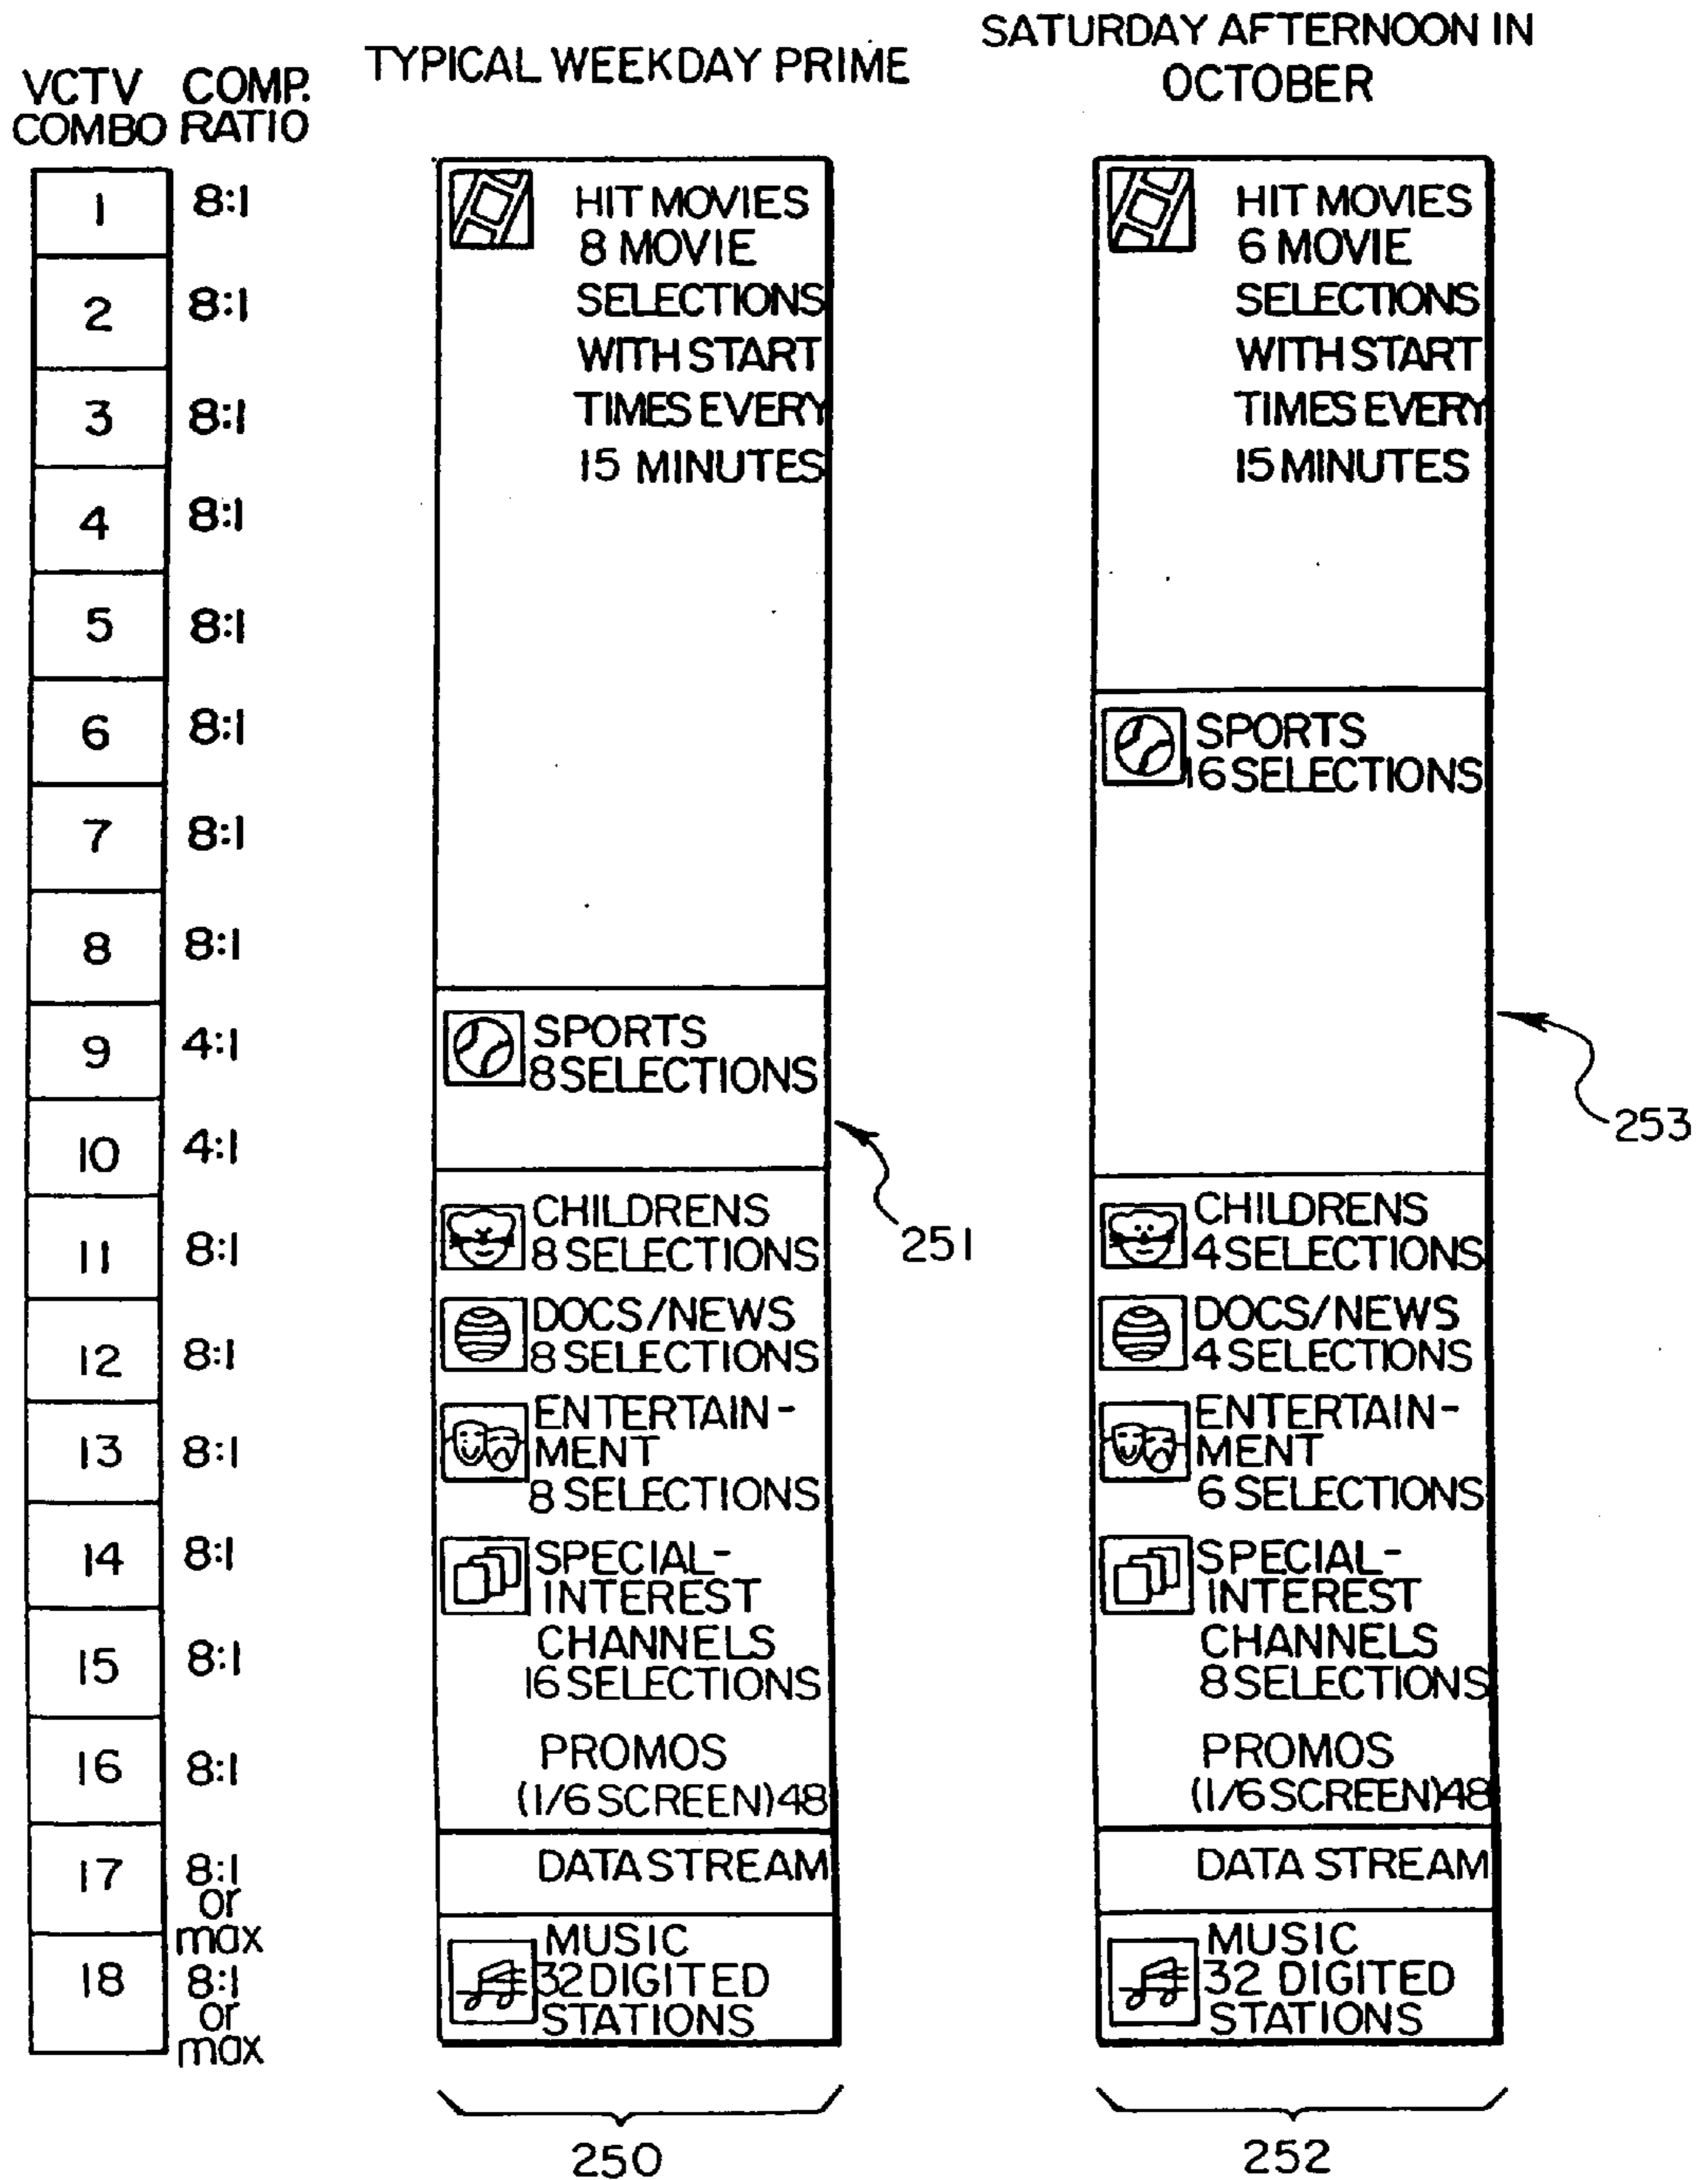 VCTV
COMBO
COMP.
RATIO
1 8:1
2 8:1
3 8:1
4 8:1
5 8:1
6 8:1
7 8:1
8 8:1
9 4:1
10 4:1
11 8:1
12 8:1
13 8:1
14 8:1
15 8:1
16 8:1
17 8:1
or
max
18 8:1
or
max
TYPICAL WEEKDAY PRIME
HIT MOVIES
8 MOVIE
SELECTIONS
WITH START
TIMES EVERY
15 MINUTES
SPORTS
8 SELECTIONS
251
CHILDRENS
8 SELECTIONS
DOCS/NEWS
8 SELECTIONS
ENTERTAIN-
MENT
8 SELECTIONS
SPECIAL-
INTEREST
CHANNELS
16 SELECTIONS
PROMOS
(1/6 SCREEN) 48
DATA STREAM
MUSIC
32 DIGITED
STATIONS
250
SATURDAY AFTERNOON IN
OCTOBER
HIT MOVIES
6 MOVIE
SELECTIONS
WITH START
TIMES EVERY
15 MINUTES
SPORTS
16 SELECTIONS
253
CHILDRENS
4 SELECTIONS
DOCS/NEWS
4 SELECTIONS
ENTERTAIN-
MENT
6 SELECTIONS
SPECIAL-
INTEREST
CHANNELS
8 SELECTIONS
PROMOS
(1/6 SCREEN) 48
DATA STREAM
MUSIC
32 DIGITED
STATIONS
252